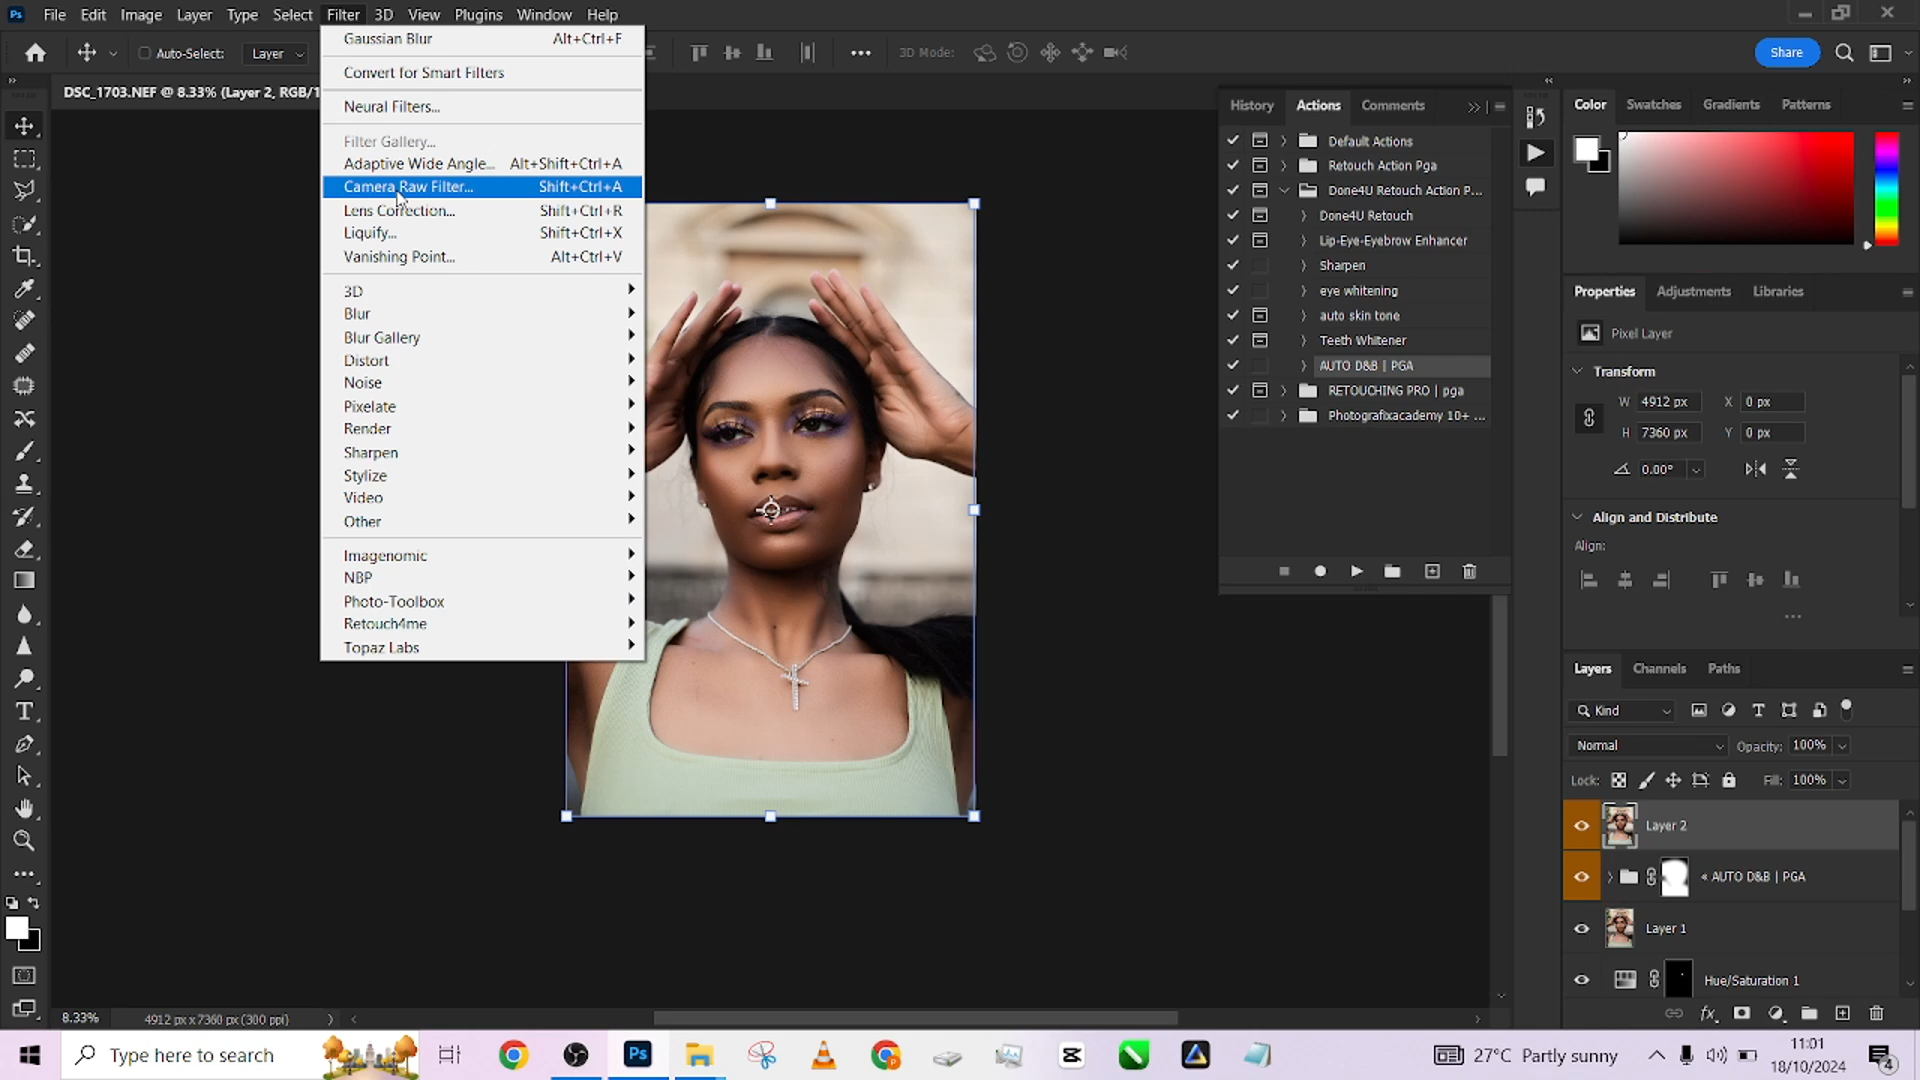 Ps File Edit Image Layer Type Select Filter 3D View Plugins Window Help
Auto-Select: Layer 3D Mode: Share
DSC_1703.NEF @ 8.33% (Layer 2, RGB/1
Gaussian Blur Alt+Ctrl+F
Convert for Smart Filters
Neural Filters...
Filter Gallery...
Adaptive Wide Angle... Alt+Shift+Ctrl+A
Camera Raw Filter... Shift+Ctrl+A
Lens Correction... Shift+Ctrl+R
Liquify... Shift+Ctrl+X
Vanishing Point... Alt+Ctrl+V
3D
Blur
Blur Gallery
Distort
Noise
Pixelate
Render
Sharpen
Stylize
Video
Other
Imagenomic
NBP
Photo-Toolbox
Retouch4me
Topaz Labs
History Actions Comments
Default Actions
Retouch Action Pga
Done4U Retouch Action P...
Done4U Retouch
Lip-Eye-Eyebrow Enhancer
Sharpen
eye whitening
auto skin tone
Teeth Whitener
AUTO D&B | PGA
RETOUCHING PRO | pga
Photografixacademy 10+ ...
Color Swatches Gradients Patterns
Properties Adjustments Libraries
Pixel Layer
Transform
W 4912 px X 0 px
H 7360 px Y 0 px
0.00°
Align and Distribute
Align:
Layers Channels Paths
Kind
Normal Opacity: 100%
Lock: Fill: 100%
Layer 2
AUTO D&B | PGA
Layer 1
Hue/Saturation 1
fx
8.33% 4912 px x 7360 px (300 ppi)
Type here to search
Ps
27°C Partly sunny
11:01
18/10/2024
4